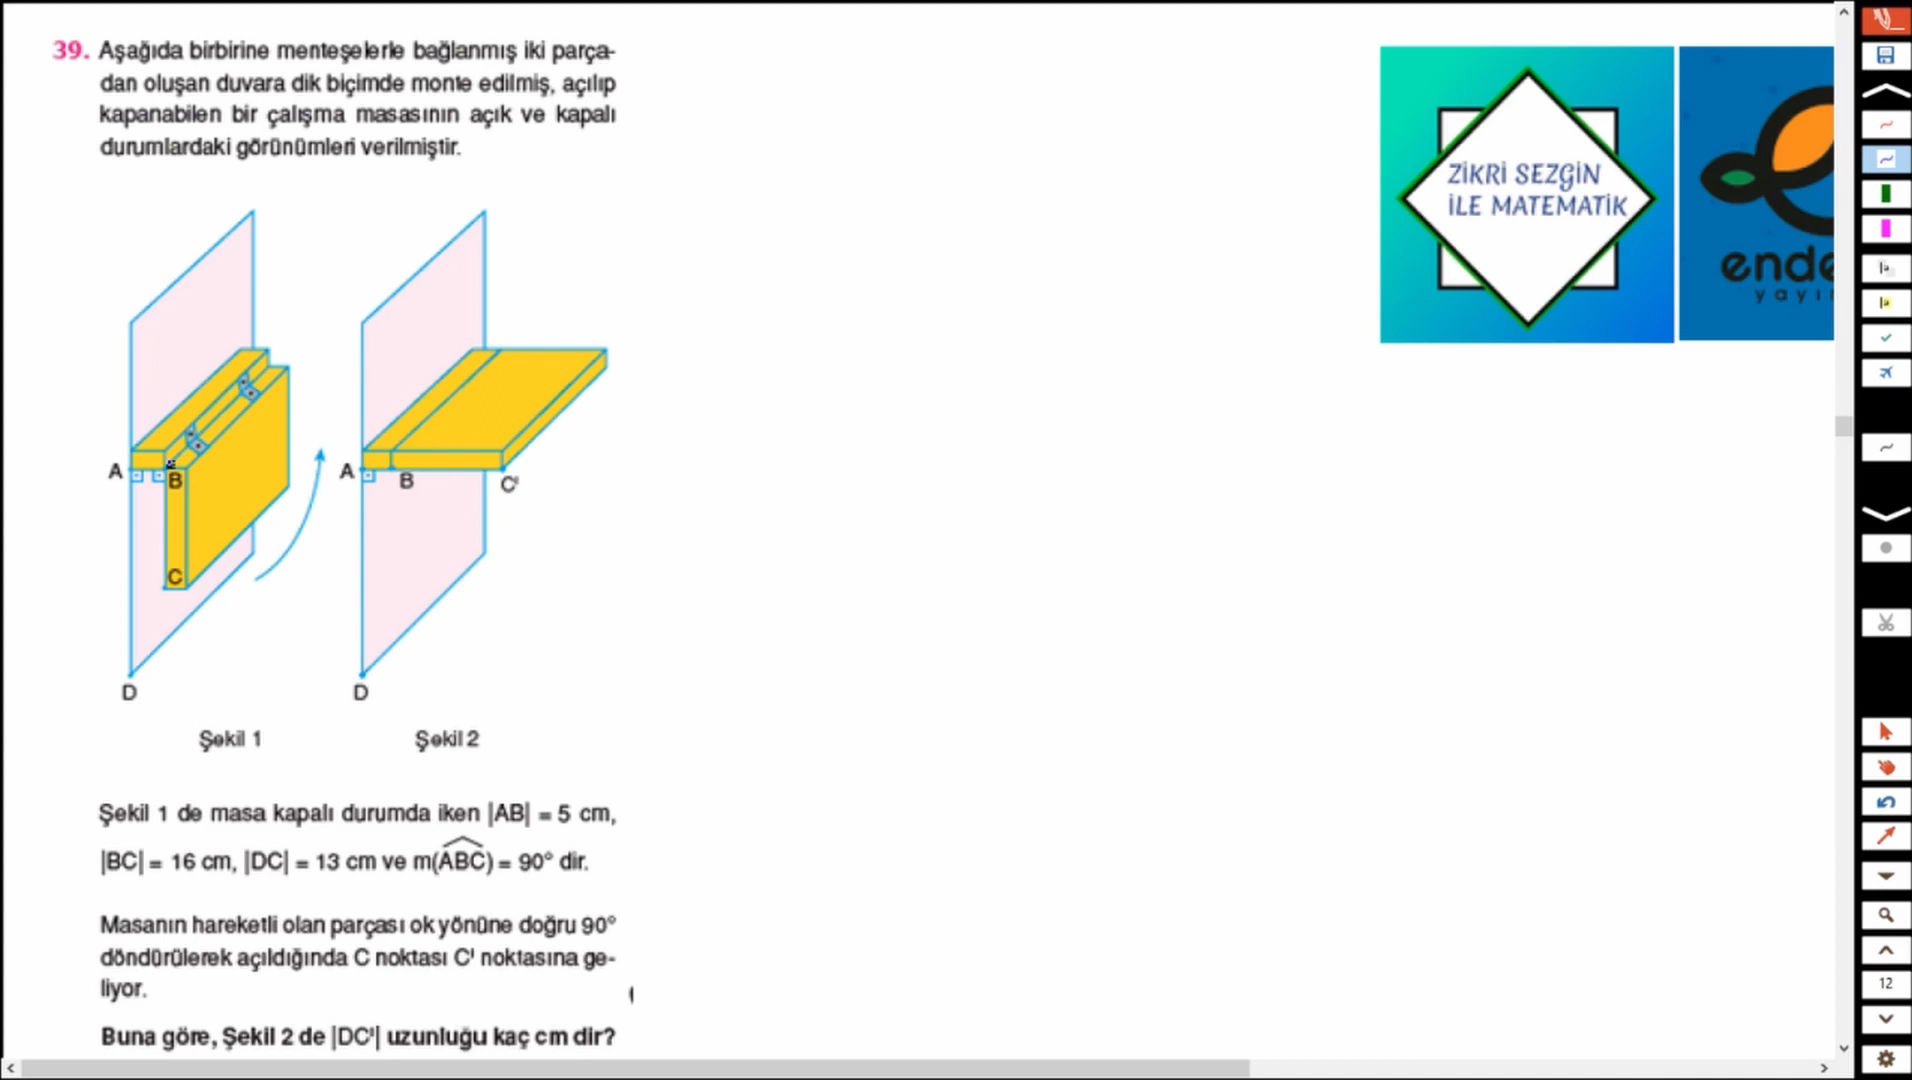 39. Aşağıda birbirine menteşelerle bağlanmış iki parça-
dan oluşan duvara dik biçimde monte edilmiş, açılıp
kapanabilen bir çalışma masasının açık ve kapalı
durumlardaki görünümleri verilmiştir.
ZİKRİ SEZGİN
İLE MATEMATİK
ende
yayı
A
B
C
D
A
B
C'
D
Şekil 1
Şekil 2
Şekil 1 de masa kapalı durumda iken |AB| = 5 cm,
|BC| = 16 cm, |DC| = 13 cm ve m(ABC) = 90° dir.
Masanın hareketli olan parçası ok yönüne doğru 90°
döndürülerek açıldığında C noktası C' noktasına ge-
liyor.
Buna göre, Şekil 2 de |DC'| uzunluğu kaç cm dir?
12